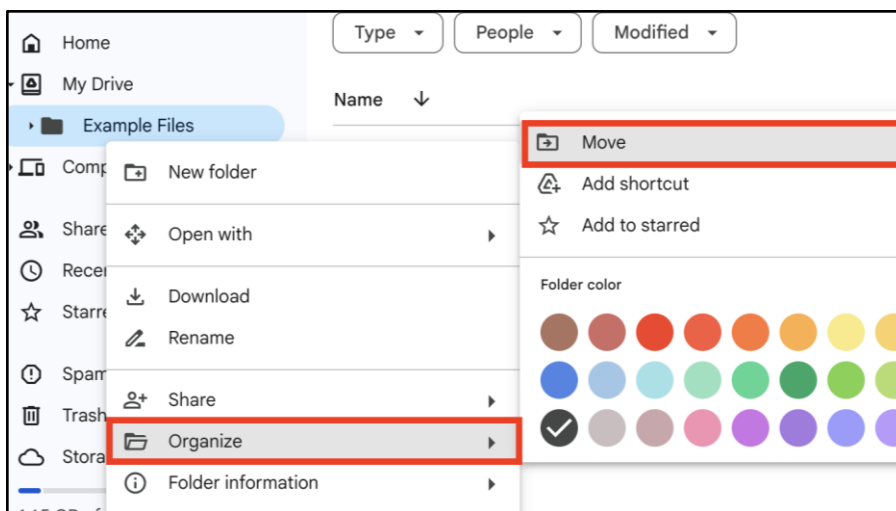 Home
My Drive
Example Files
Comp
Share
Recen
Starre
Spam
Trash
Stora
Type
People
Modified
Name
New folder
Open with
Download
Rename
Share
Organize
Folder information
Move
Add shortcut
Add to starred
Folder color